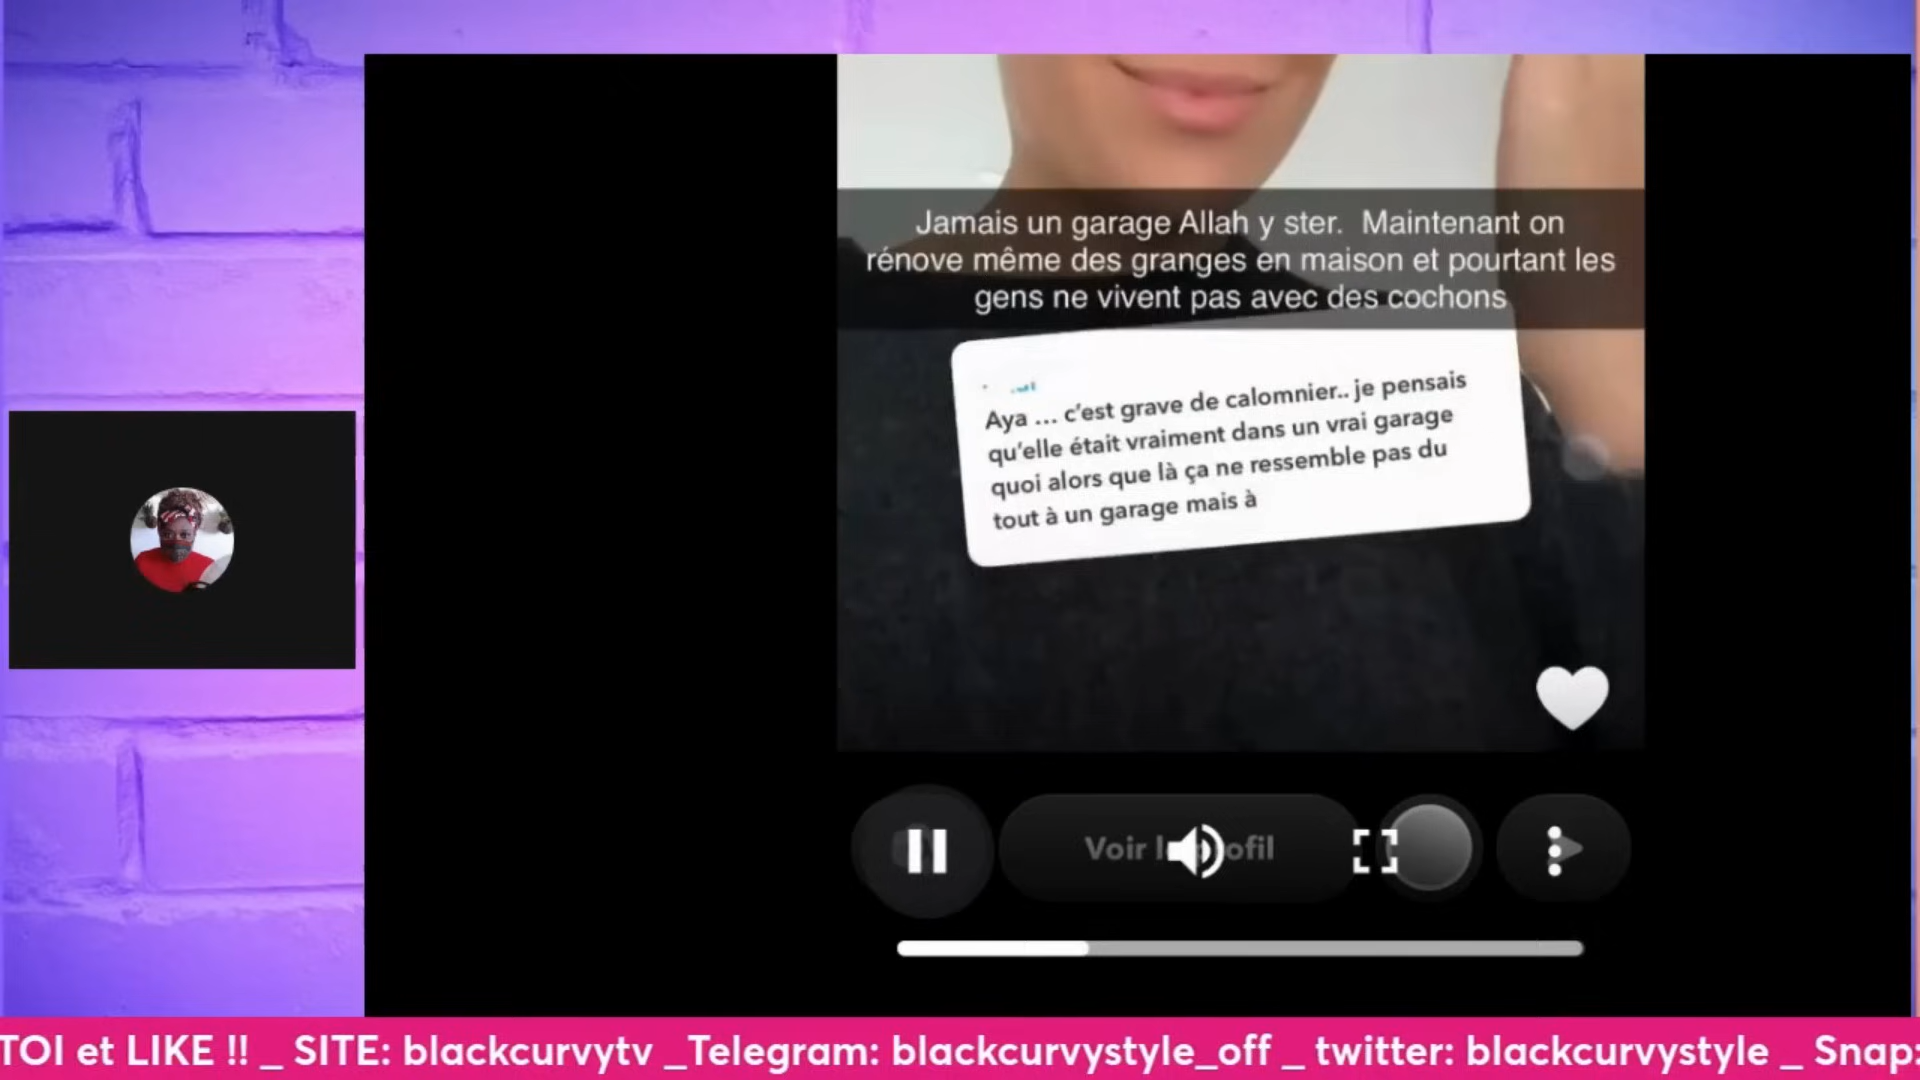 Jamais un garage Allah y ster. Maintenant on
rénove même des granges en maison et pourtant les
gens ne vivent pas avec des cochons
Aya ... c'est grave de calomnier.. je pensais
qu'elle était vraiment dans un vrai garage
quoi alors que là ça ne ressemble pas du
tout à un garage mais à
Voir l ofil
TOI et LIKE !! _ SITE: blackcurvytv _Telegram: blackcurvystyle_off _ twitter: blackcurvystyle _ Snap: